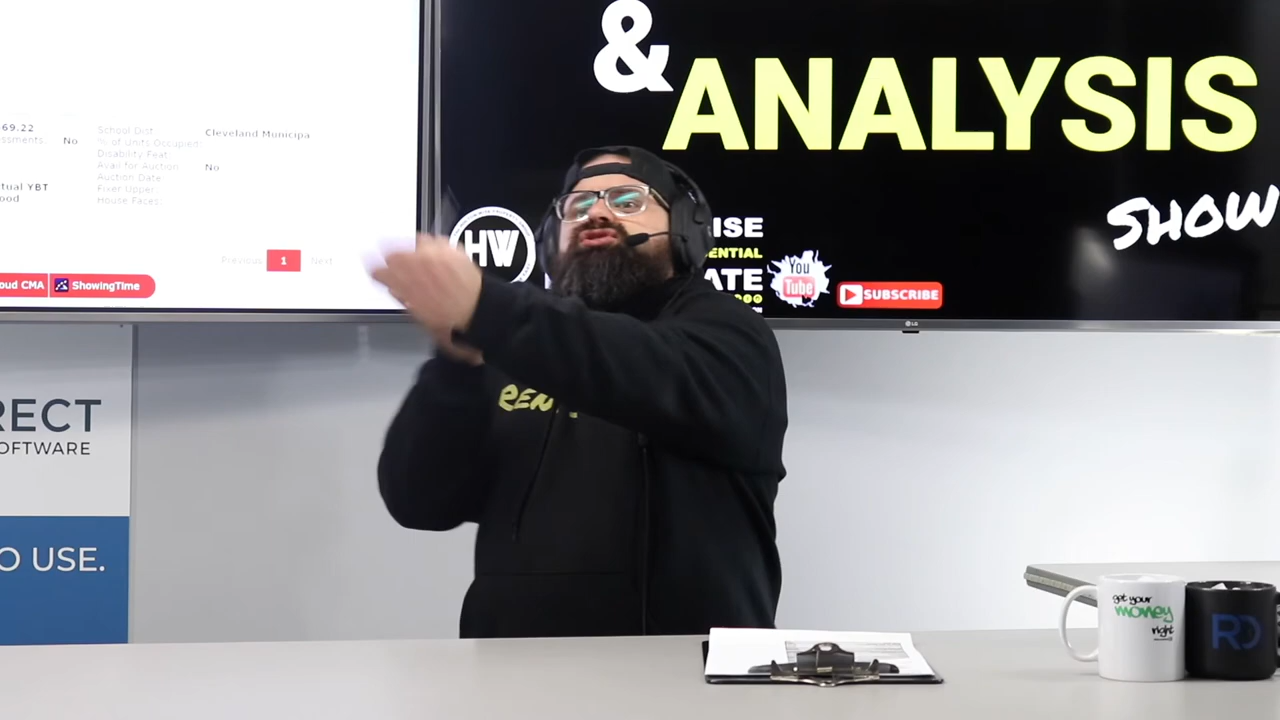 &
ANALYSIS
SHOW
69.22
ssments: No
School Dist:
Cleveland Municipa
% of Units Occupied:
Disability Feat:
Avail for Auction:
No
Auction Date
Fixer Upper:
House Faces:
tual YBT
ood
Previous 1 Next
oud CMA
ShowingTime
HW
ISE
ENTIAL
ATE
You
Tube
SUBSCRIBE
LG
RECT
OFTWARE
O USE.
REN
get your
money
right
RD